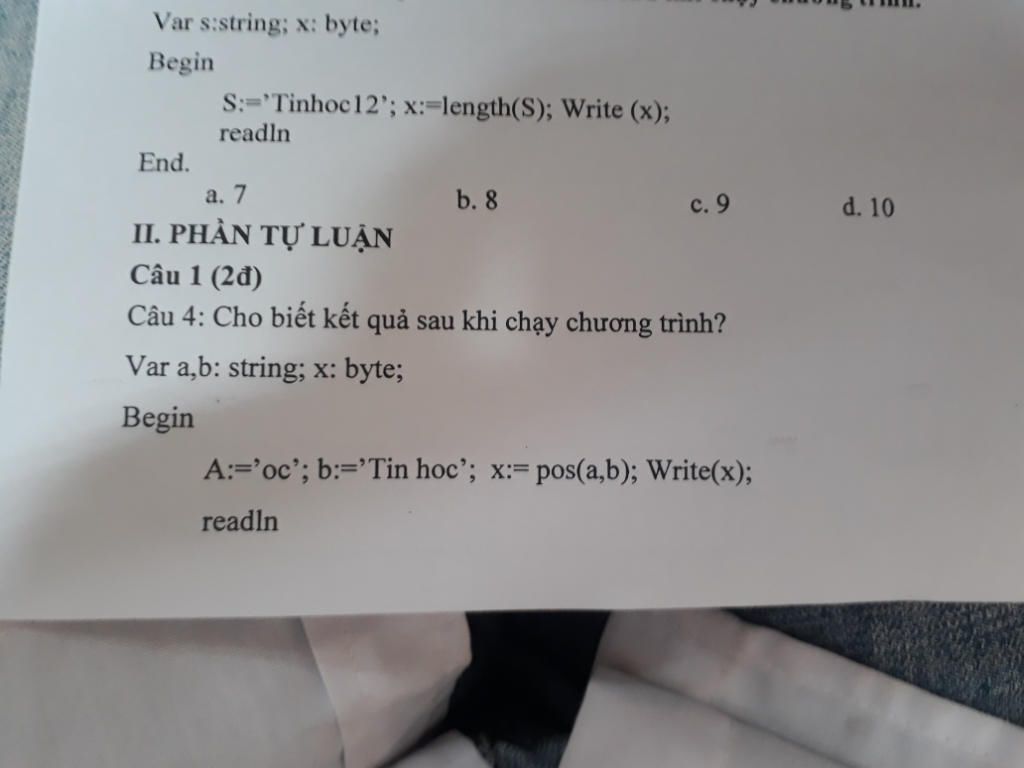 chương trình.
Var s:string; x: byte;
Begin
S:=’Tinhoc12’; x:=length(S); Write (x);
readln
End.
a. 7 b. 8 c. 9 d. 10
II. PHẦN TỰ LUẬN
Câu 1 (2đ)
Câu 4: Cho biết kết quả sau khi chạy chương trình?
Var a,b: string; x: byte;
Begin
A:=’oc’; b:=’Tin hoc’; x:= pos(a,b); Write(x);
readln